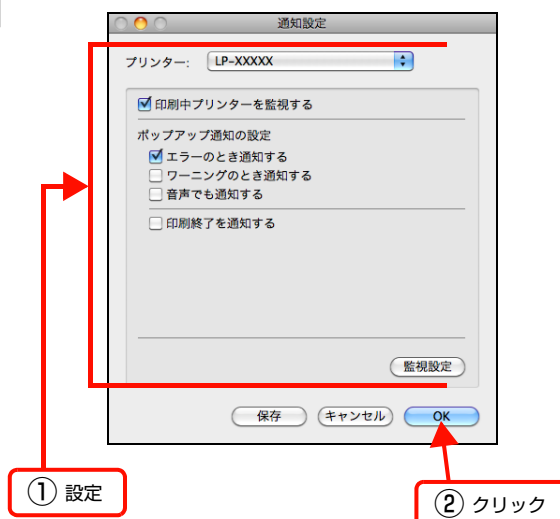 通知設定
プリンター: LP-XXXXX
印刷中プリンターを監視する
ポップアップ通知の設定
エラーのとき通知する
ワーニングのとき通知する
音声でも通知する
印刷終了を通知する
監視設定
保存 キャンセル OK
① 設定
② クリック